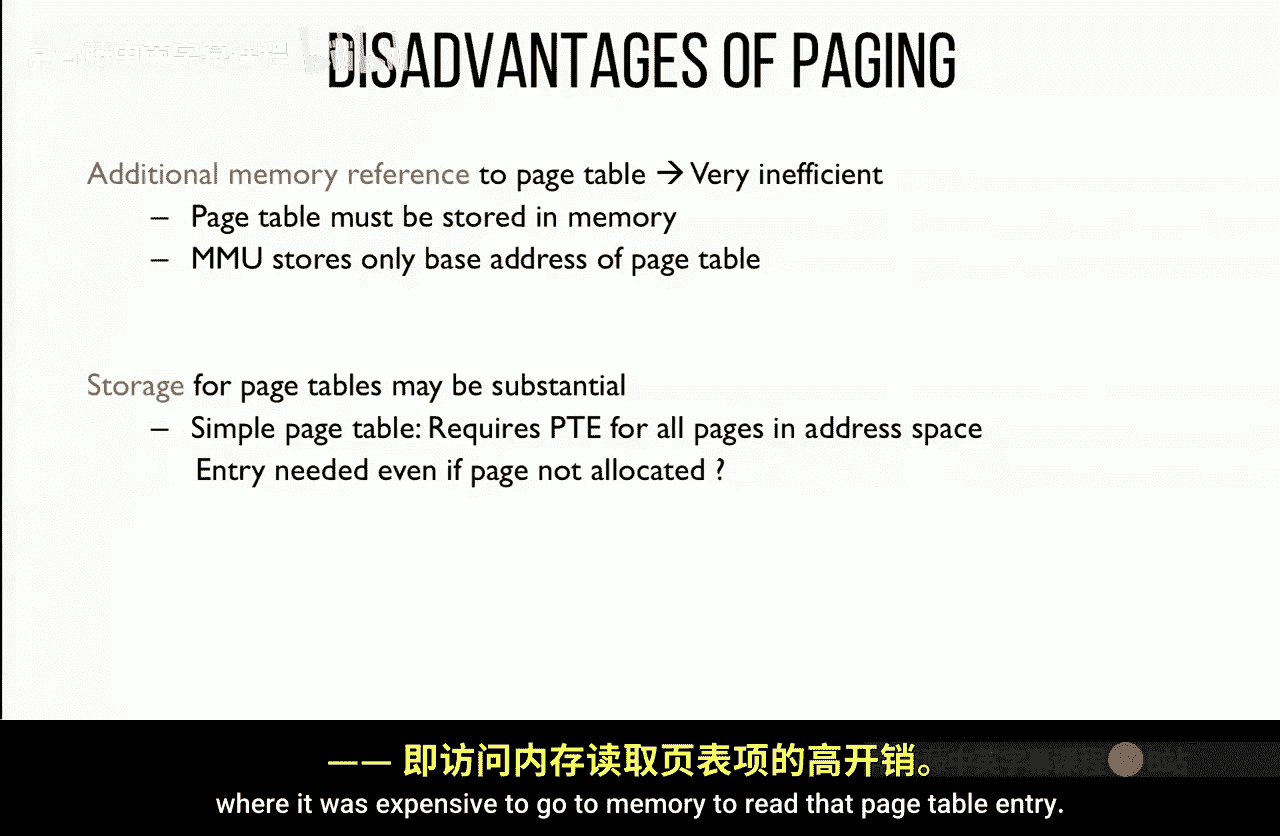 DISADVANTAGES OF PAGING
Additional memory reference to page table → Very inefficient
– Page table must be stored in memory
– MMU stores only base address of page table
Storage for page tables may be substantial
– Simple page table: Requires PTE for all pages in address space
Entry needed even if page not allocated ?
—— 即访问内存读取页表项的高开销。
where it was expensive to go to memory to read that page table entry.